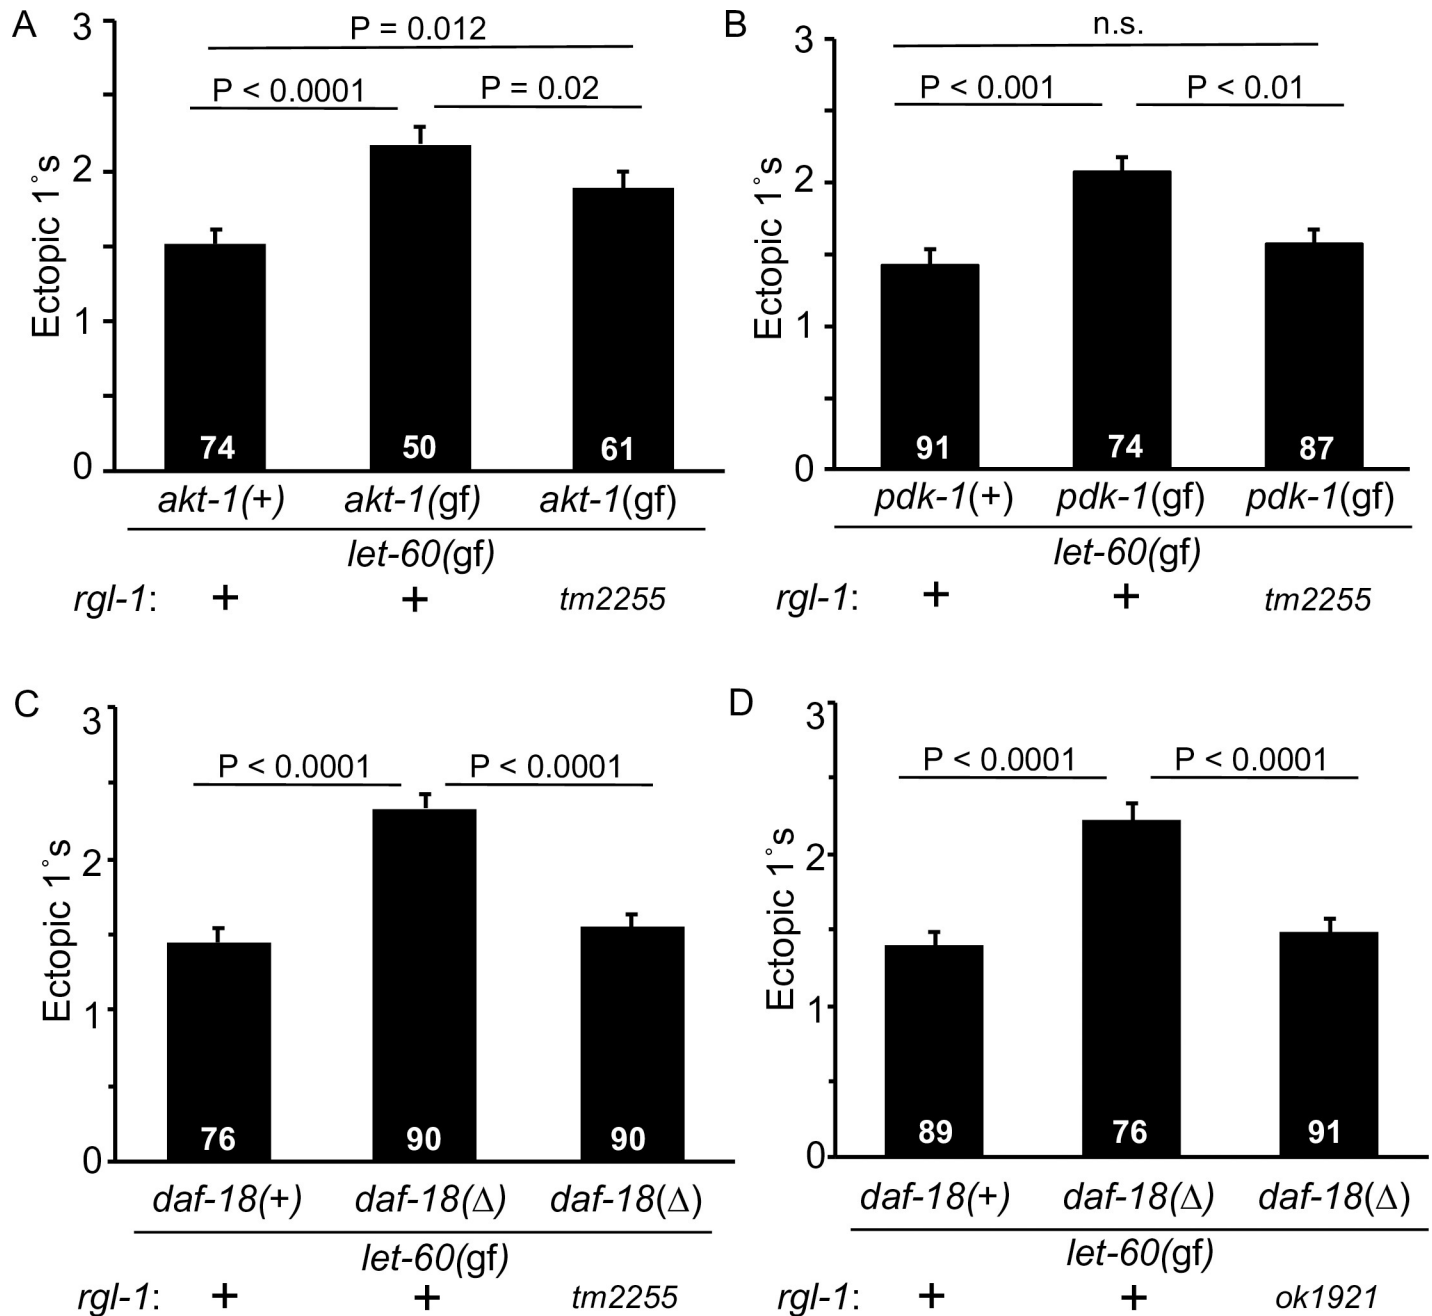 A
3
2
1
0
Ectopic 1°s
P = 0.012
P < 0.0001
P = 0.02
74
50
61
akt-1(+)
akt-1(gf)
akt-1(gf)
let-60(gf)
rgl-1:
+
+
tm2255
B
3
2
1
0
Ectopic 1°s
n.s.
P < 0.001
P < 0.01
91
74
87
pdk-1(+)
pdk-1(gf)
pdk-1(gf)
let-60(gf)
rgl-1:
+
+
tm2255
C
3
2
1
0
Ectopic 1°s
P < 0.0001
P < 0.0001
76
90
90
daf-18(+)
daf-18(Δ)
daf-18(Δ)
let-60(gf)
rgl-1:
+
+
tm2255
D
3
2
1
0
Ectopic 1°s
P < 0.0001
P < 0.0001
89
76
91
daf-18(+)
daf-18(Δ)
daf-18(Δ)
let-60(gf)
rgl-1:
+
+
ok1921